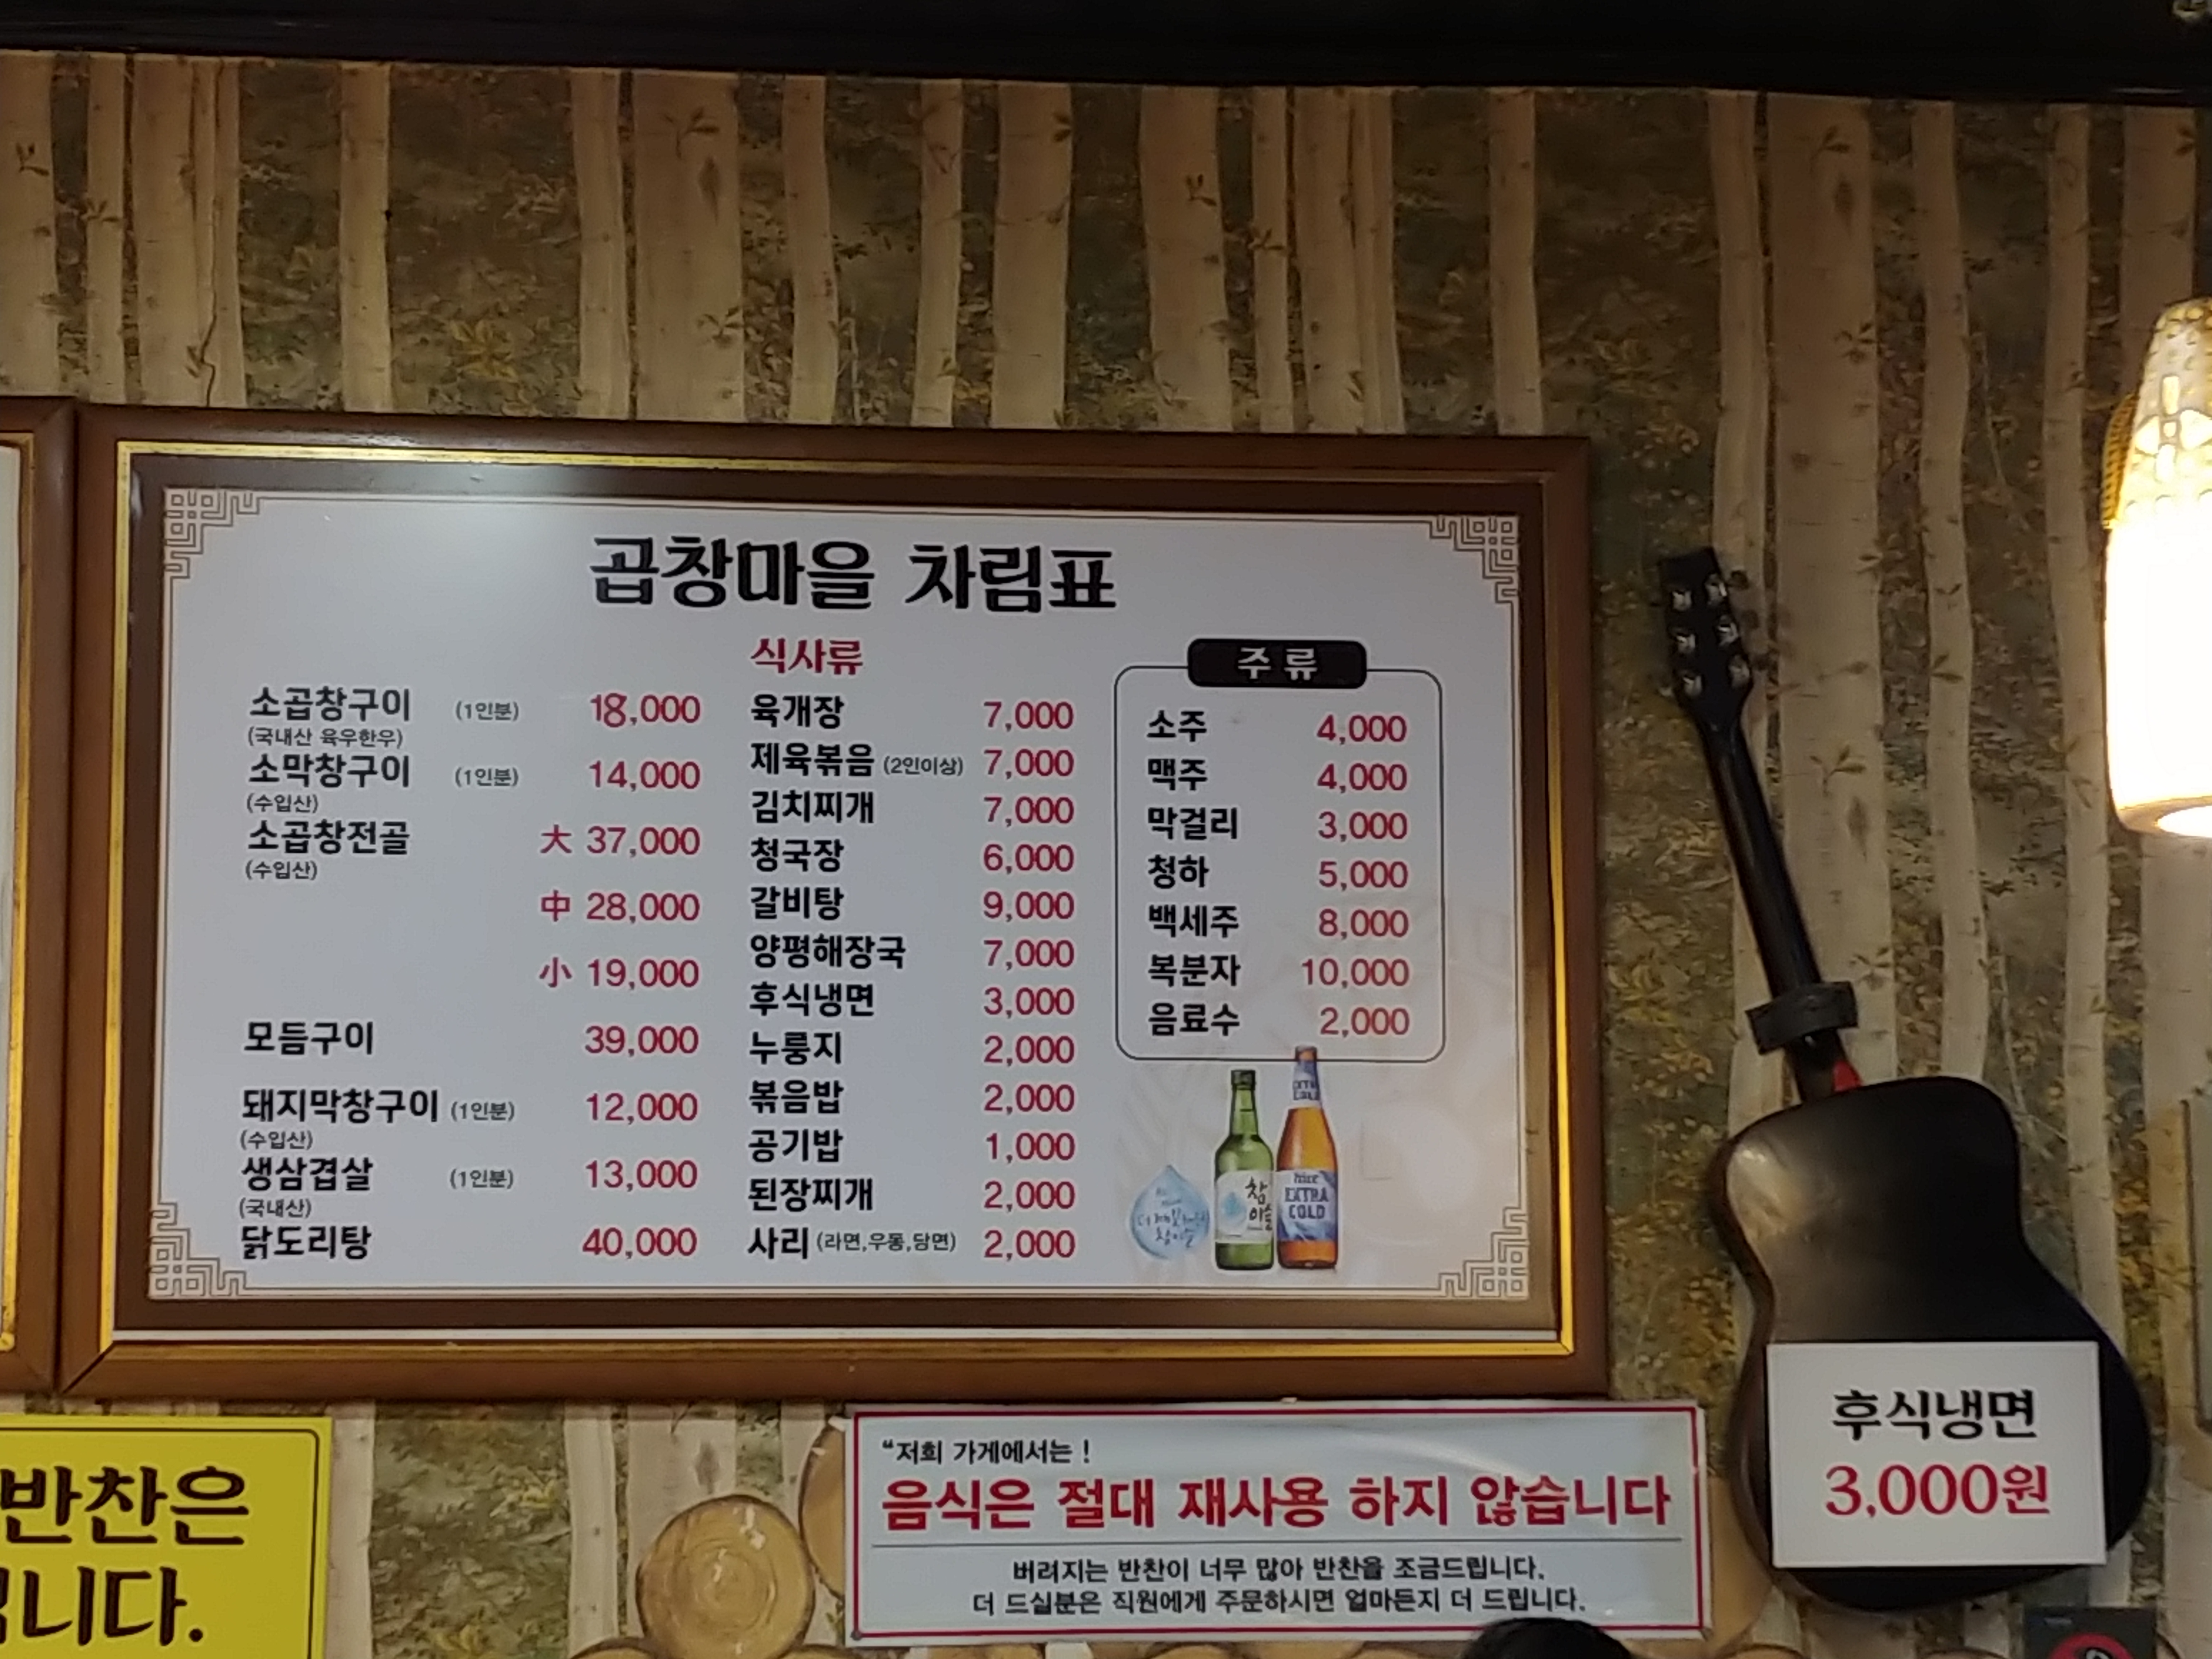 곱창마을 차림표
소곱창구이 (1인분) 18,000
(국내산 육우한우)
소막창구이 (1인분) 14,000
(수입산)
소곱창전골 大 37,000
(수입산)
中 28,000
小 19,000
모듬구이 39,000
돼지막창구이 (1인분) 12,000
(수입산)
생삼겹살 (1인분) 13,000
(국내산)
닭도리탕 40,000
식사류
육개장 7,000
제육볶음 (2인이상) 7,000
김치찌개 7,000
청국장 6,000
갈비탕 9,000
양평해장국 7,000
후식냉면 3,000
누룽지 2,000
볶음밥 2,000
공기밥 1,000
된장찌개 2,000
사리 (라면,우동,당면) 2,000
주류
소주 4,000
맥주 4,000
막걸리 3,000
청하 5,000
백세주 8,000
복분자 10,000
음료수 2,000
EXTRA
COLD
참
이슬
hite
EXTRA
COLD
반찬은
니다.
“저희 가게에서는 !
음식은 절대 재사용 하지 않습니다
버려지는 반찬이 너무 많아 반찬을 조금드립니다.
더 드실분은 직원에게 주문하시면 얼마든지 더 드립니다.
후식냉면
3,000원